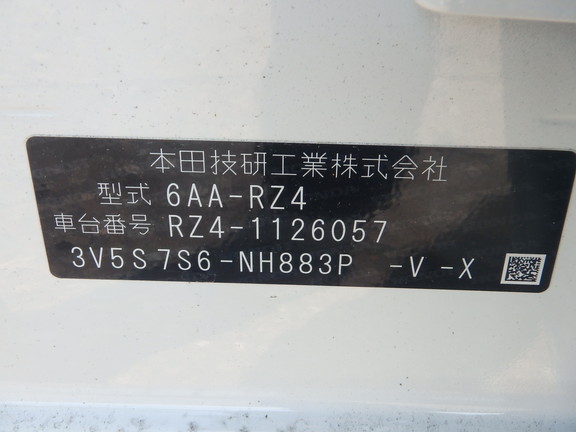 本田技研工業株式会社
型式 6AA-RZ4
車台番号 RZ4-1126057
3V5S7S6-NH883P -V -X